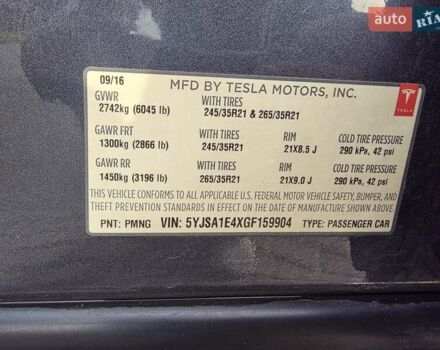 auto RIA
09/16 MFD BY TESLA MOTORS, INC.
GVWR WITH TIRES
2742kg (6045 lb) 245/35R21 & 265/35R21
TESLA
GAWR FRT WITH TIRES RIM COLD TIRE PRESSURE
1300kg (2866 lb) 245/35R21 21X8.5 J 290 kPa, 42 psi
GAWR RR WITH TIRES RIM COLD TIRE PRESSURE
1450kg (3196 lb) 265/35R21 21X9.0 J 290 kPa, 42 psi
THIS VEHICLE CONFORMS TO ALL APPLICABLE U.S. FEDERAL MOTOR VEHICLE SAFETY, BUMPER, AND
THEFT PREVENTION STANDARDS IN EFFECT ON THE DATE OF MANUFACTURE SHOWN ABOVE.
PNT: PMNG VIN: 5YJSA1E4XGF159904 TYPE: PASSENGER CAR